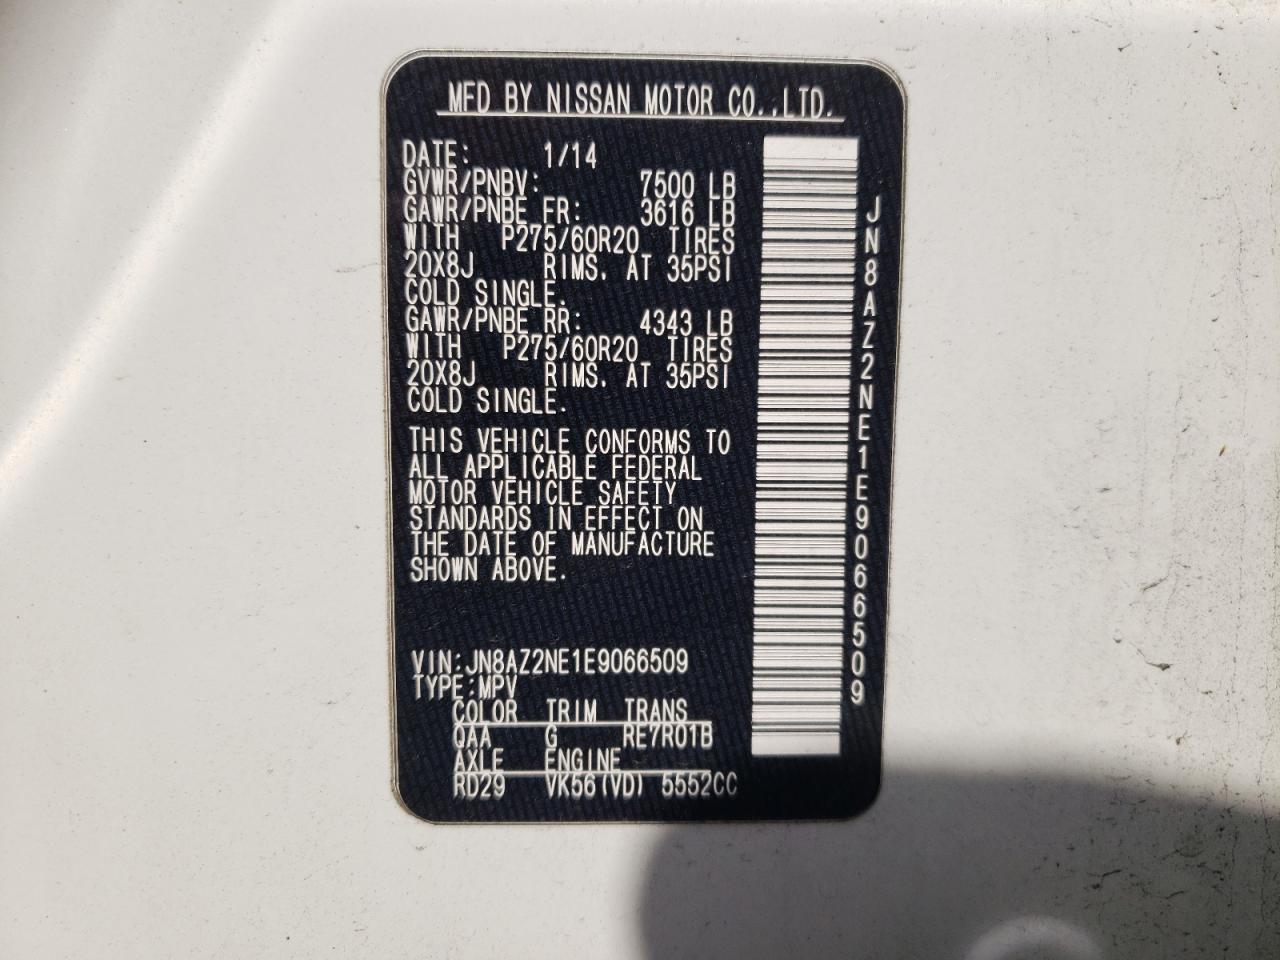 MFD BY NISSAN MOTOR CO.,LTD.
DATE: 1/14
GVWR/PNBV: 7500 LB
GAWR/PNBE FR: 3616 LB
WITH P275/60R20 TIRES
20X8J RIMS. AT 35PSI
COLD SINGLE.
GAWR/PNBE RR: 4343 LB
WITH P275/60R20 TIRES
20X8J RIMS. AT 35PSI
COLD SINGLE.
THIS VEHICLE CONFORMS TO
ALL APPLICABLE FEDERAL
MOTOR VEHICLE SAFETY
STANDARDS IN EFFECT ON
THE DATE OF MANUFACTURE
SHOWN ABOVE.
VIN:JN8AZ2NE1E9066509
TYPE:MPV
COLOR TRIM TRANS
QAA G RE7R01B
AXLE ENGINE
RD29 VK56(VD) 5552CC
JN8AZ2NE1E9066509